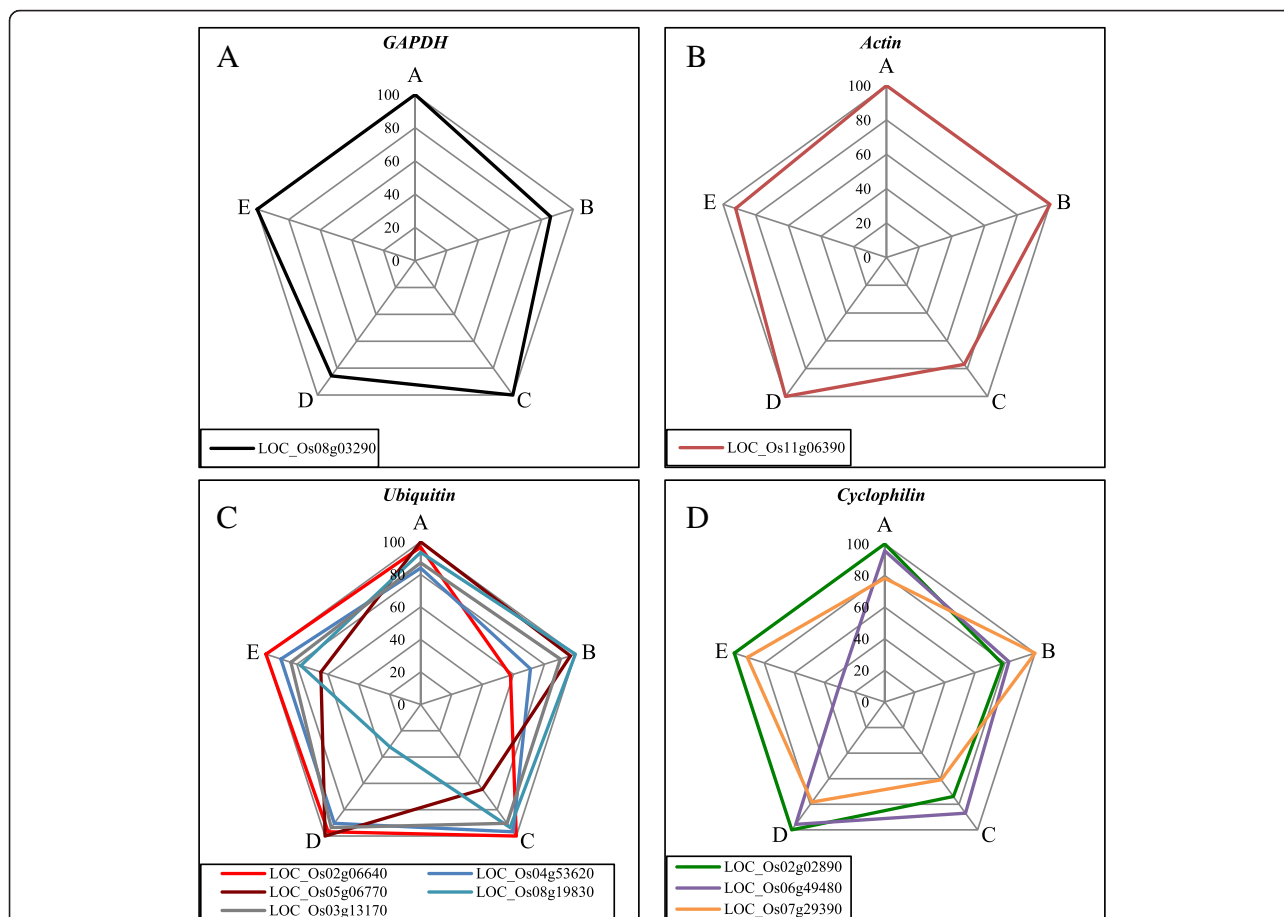 A
GAPDH
A
100
80
60
40
20
0
E
B
D
C
LOC_Os08g03290
B
Actin
A
100
80
60
40
20
0
E
B
D
C
LOC_Os11g06390
C
Ubiquitin
A
100
80
60
40
20
0
E
B
D
C
LOC_Os02g06640
LOC_Os04g53620
LOC_Os05g06770
LOC_Os08g19830
LOC_Os03g13170
D
Cyclophilin
A
100
80
60
40
20
0
E
B
D
C
LOC_Os02g02890
LOC_Os06g49480
LOC_Os07g29390